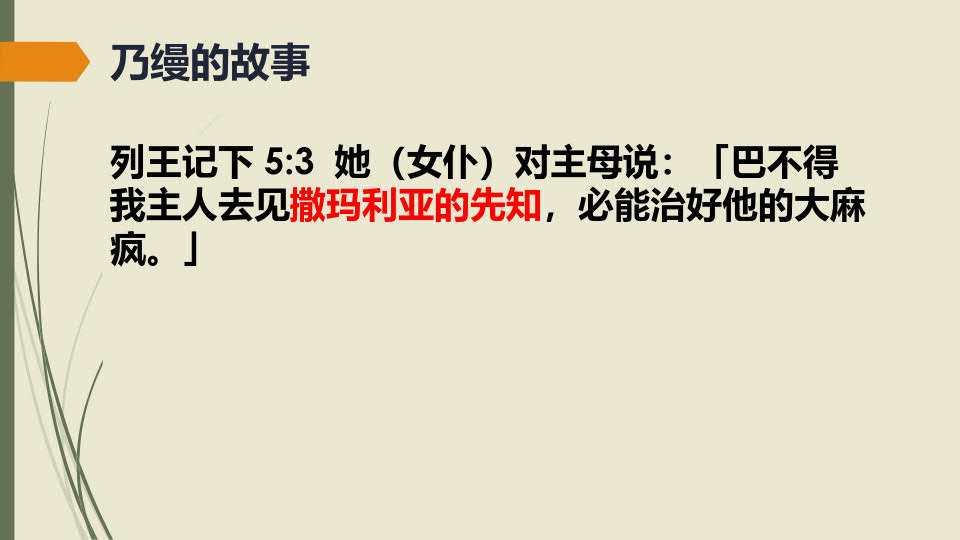 乃缦的故事
列王记下 5:3 她（女仆）对主母说：「巴不得
我主人去见撒玛利亚的先知，必能治好他的大麻
疯。」